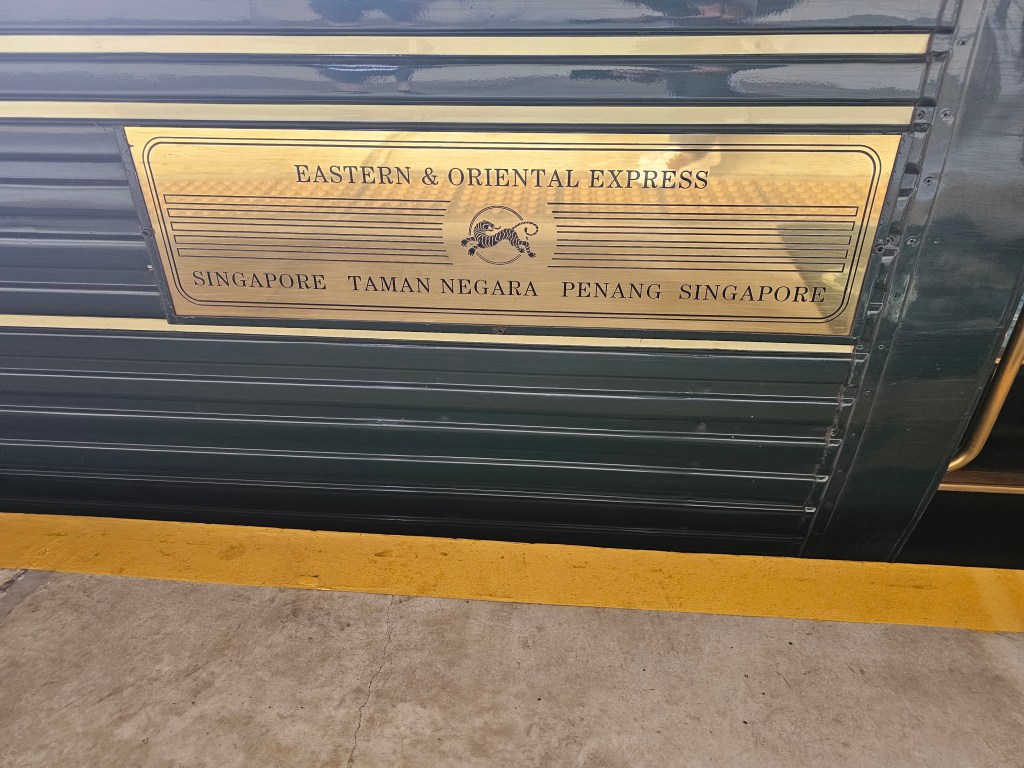 EASTERN & ORIENTAL EXPRESS
SINGAPORE TAMAN NEGARA PENANG SINGAPORE